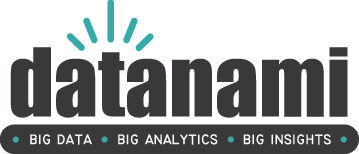 datanami
• BIG DATA • BIG ANALYTICS • BIG INSIGHTS •